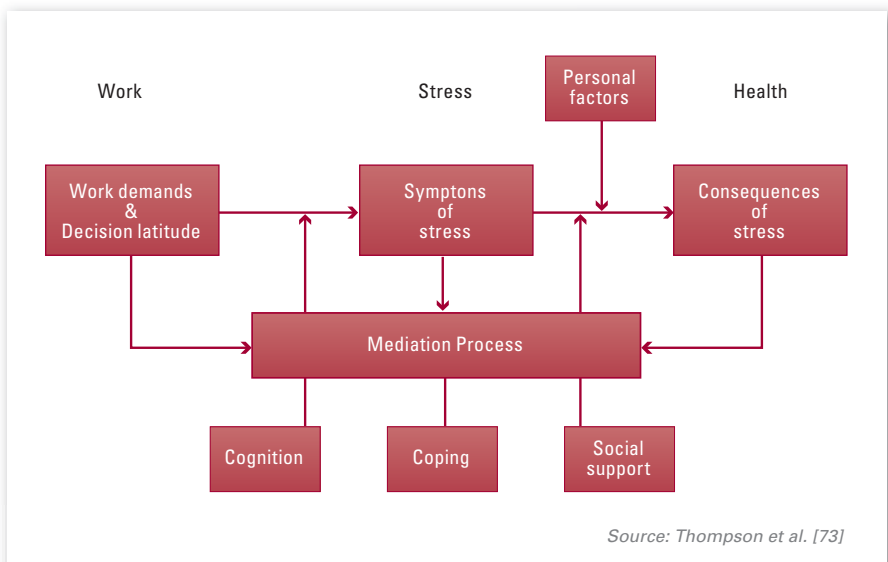 Work
Stress
Personal
factors
Health
Work demands
&
Decision latitude
Symptons
of
stress
Consequences
of
stress
Mediation Process
Cognition
Coping
Social
support
Source: Thompson et al. [73]